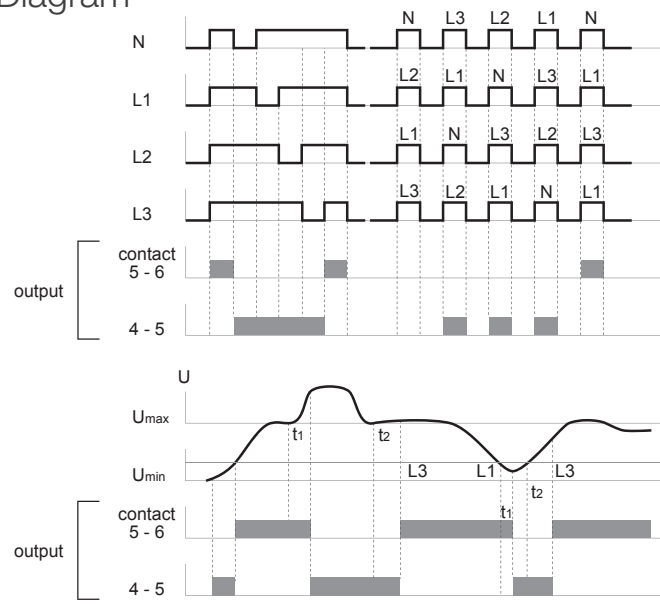 Diagram
N L3 L2 L1 N
N
L2 L1 N L3 L1
L1
L1 N L3 L2 L3
L2
L3 L2 L1 N L1
L3
contact
5 - 6
output
4 - 5
U
Umax
t1 t2
Umin
L3 L1 L3
t2
t1
contact
5 - 6
output
4 - 5